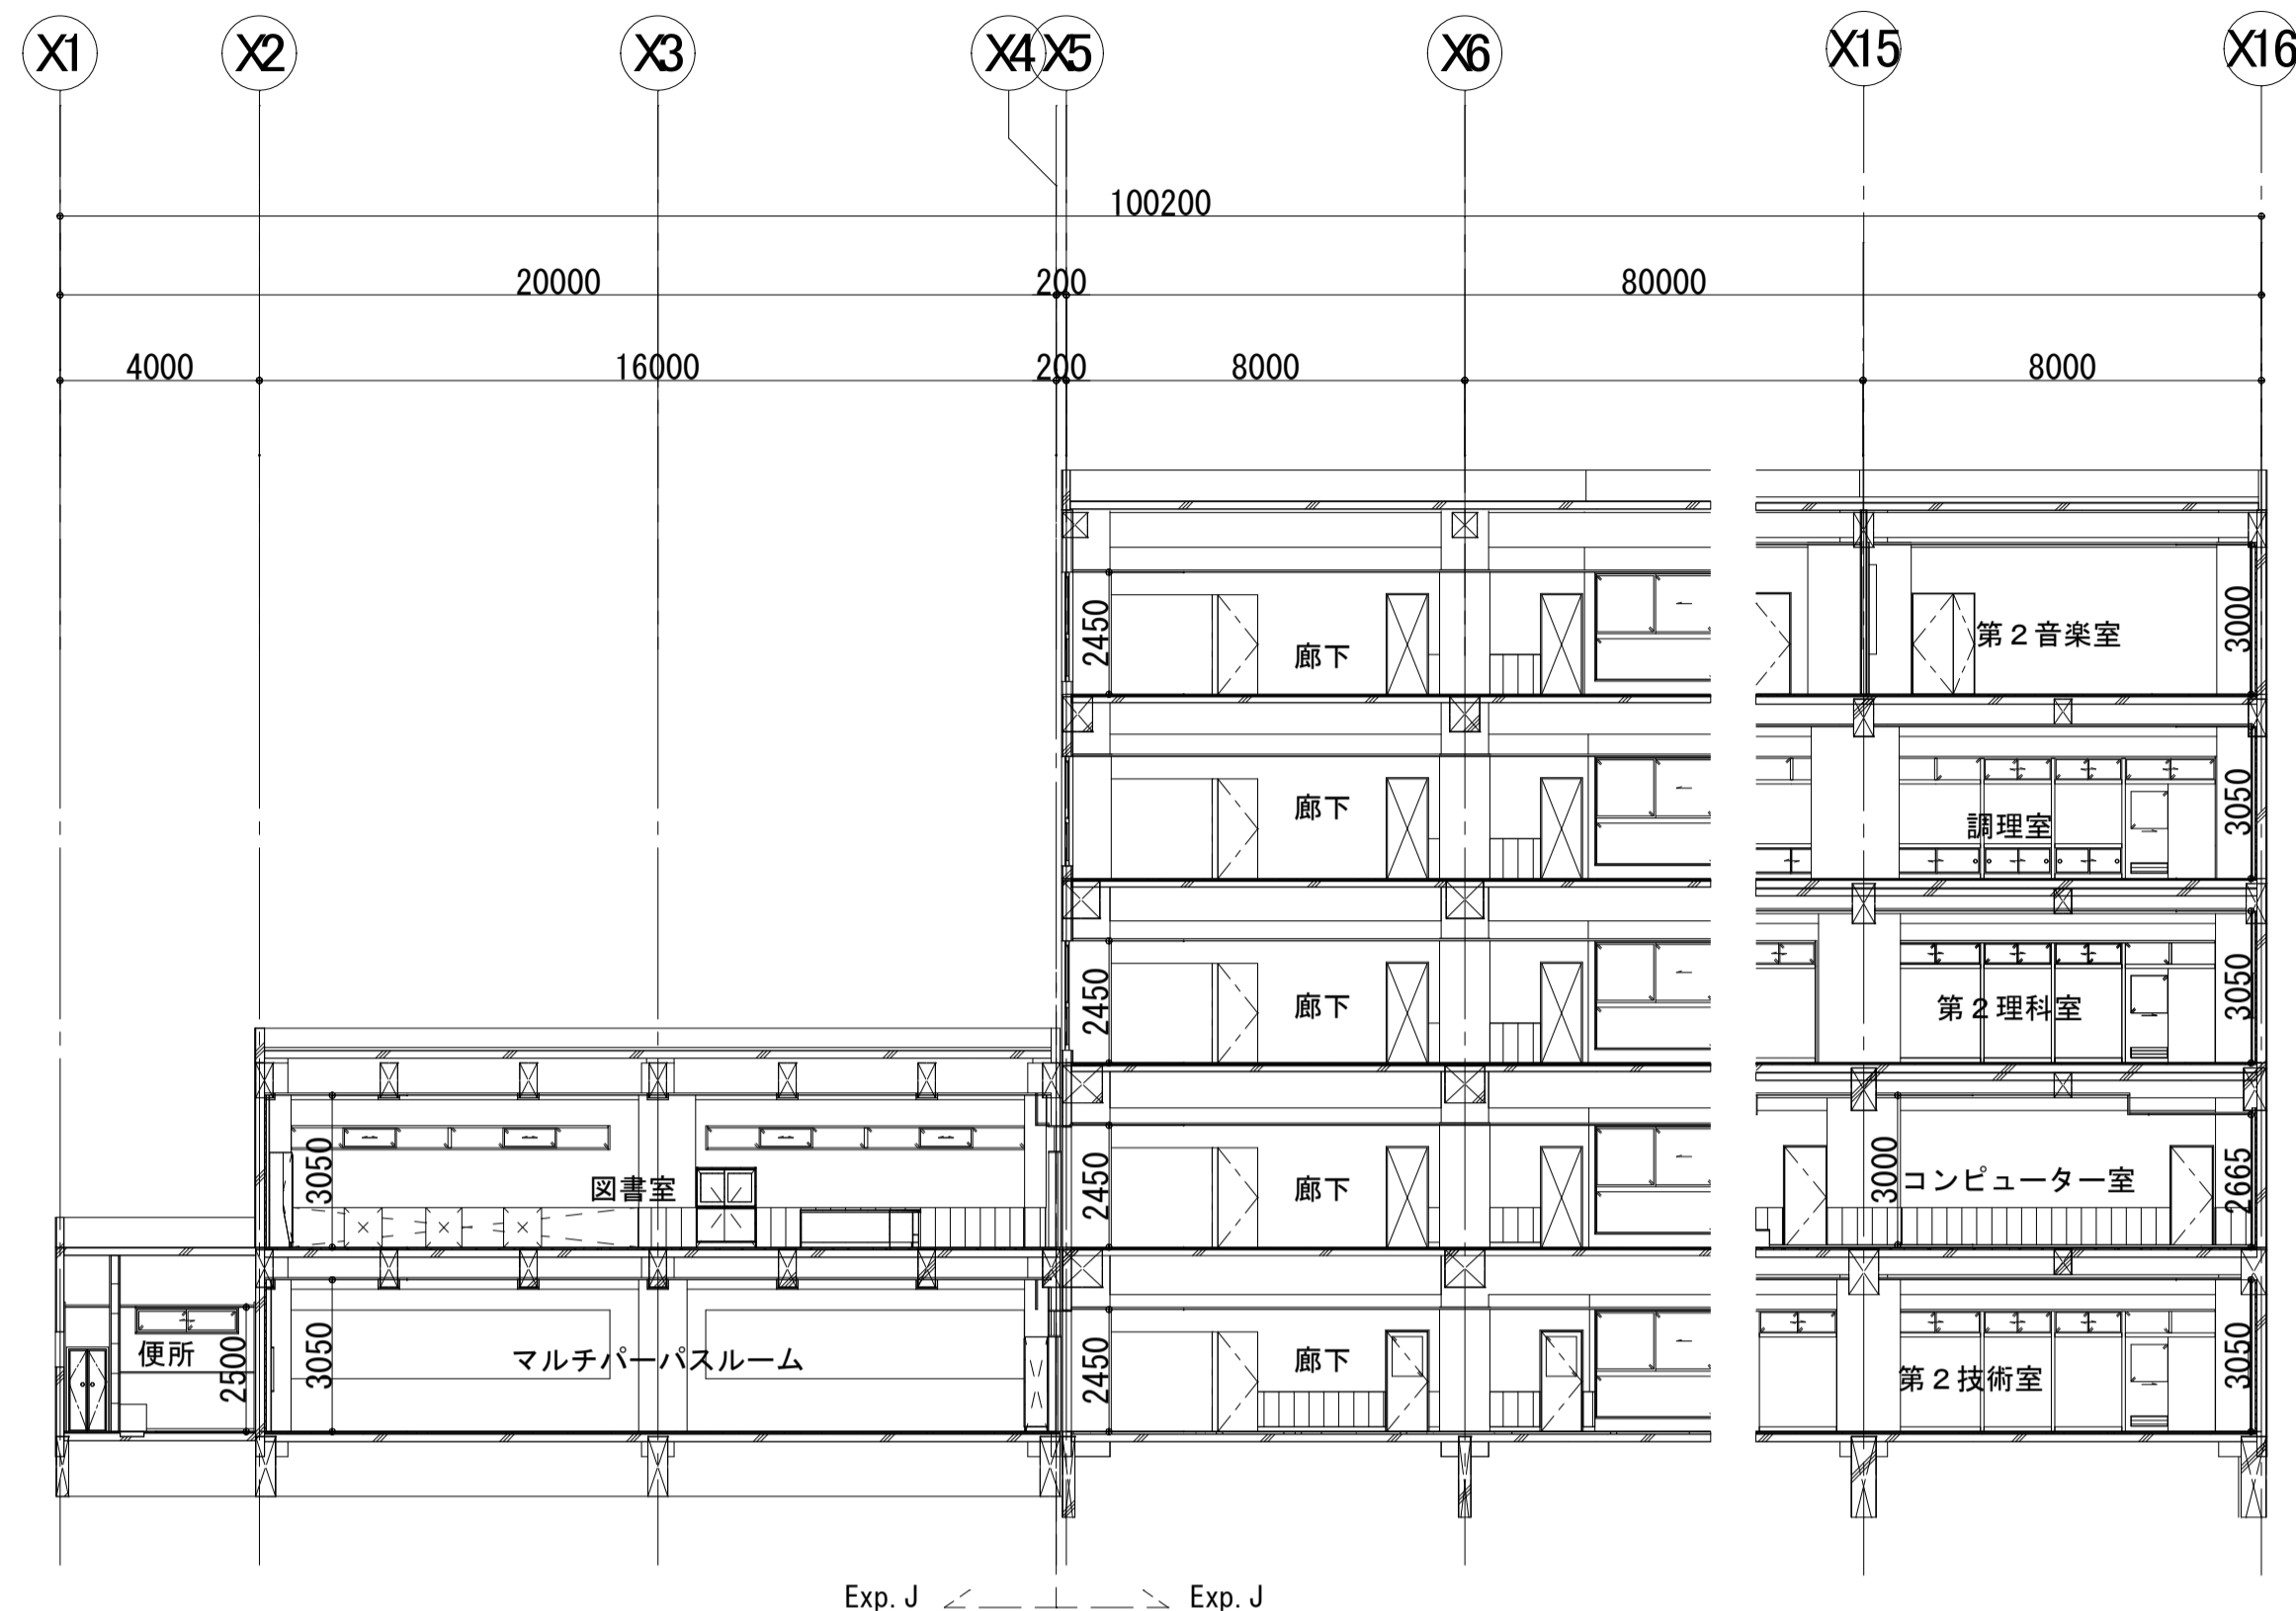 X1 X2 X3 X4 X5 X6 X15 X16
100200
20000 200 80000
4000 16000 200 8000 8000
2450 廊下 第２音楽室 3000
2450 廊下 調理室 3050
2450 廊下 第２理科室 3050
3050 図書室 2450 廊下 3000 コンピューター室 2665
便所 2500 3050 マルチパーパスルーム 2450 廊下 第２技術室 3050
Exp. J Exp. J